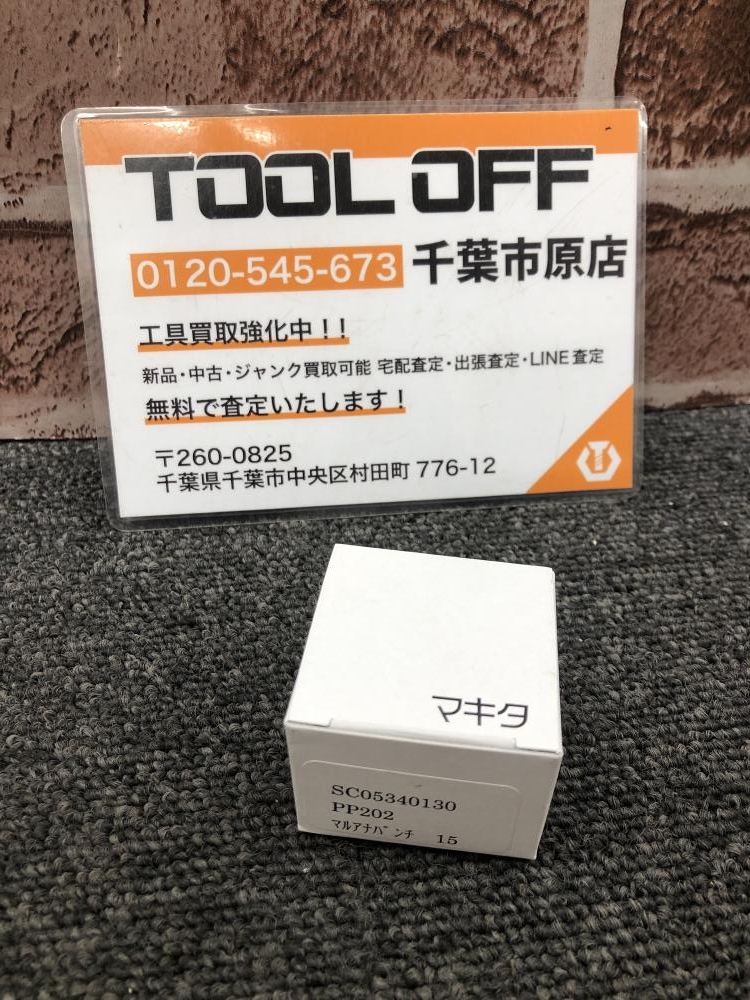 TOOL OFF
0120-545-673 千葉市原店
工具買取強化中!!
新品・中古・ジャンク買取可能 宅配査定・出張査定・LINE査定
無料で査定いたします!
〒260-0825
千葉県千葉市中央区村田町 776-12
マキタ
SC05340130
PP202
マルアナパンチ 15